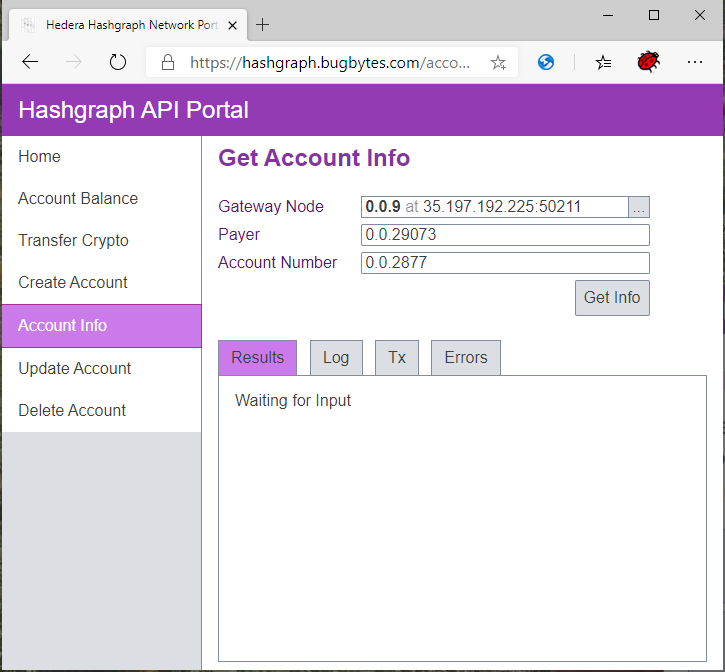 Hedera Hashgraph Network Port
https://hashgraph.bugbytes.com/acco...
Hashgraph API Portal
Home
Account Balance
Transfer Crypto
Create Account
Account Info
Update Account
Delete Account
Get Account Info
Gateway Node 0.0.9 at 35.197.192.225:50211 ...
Payer 0.0.29073
Account Number 0.0.2877
Get Info
Results Log Tx Errors
Waiting for Input